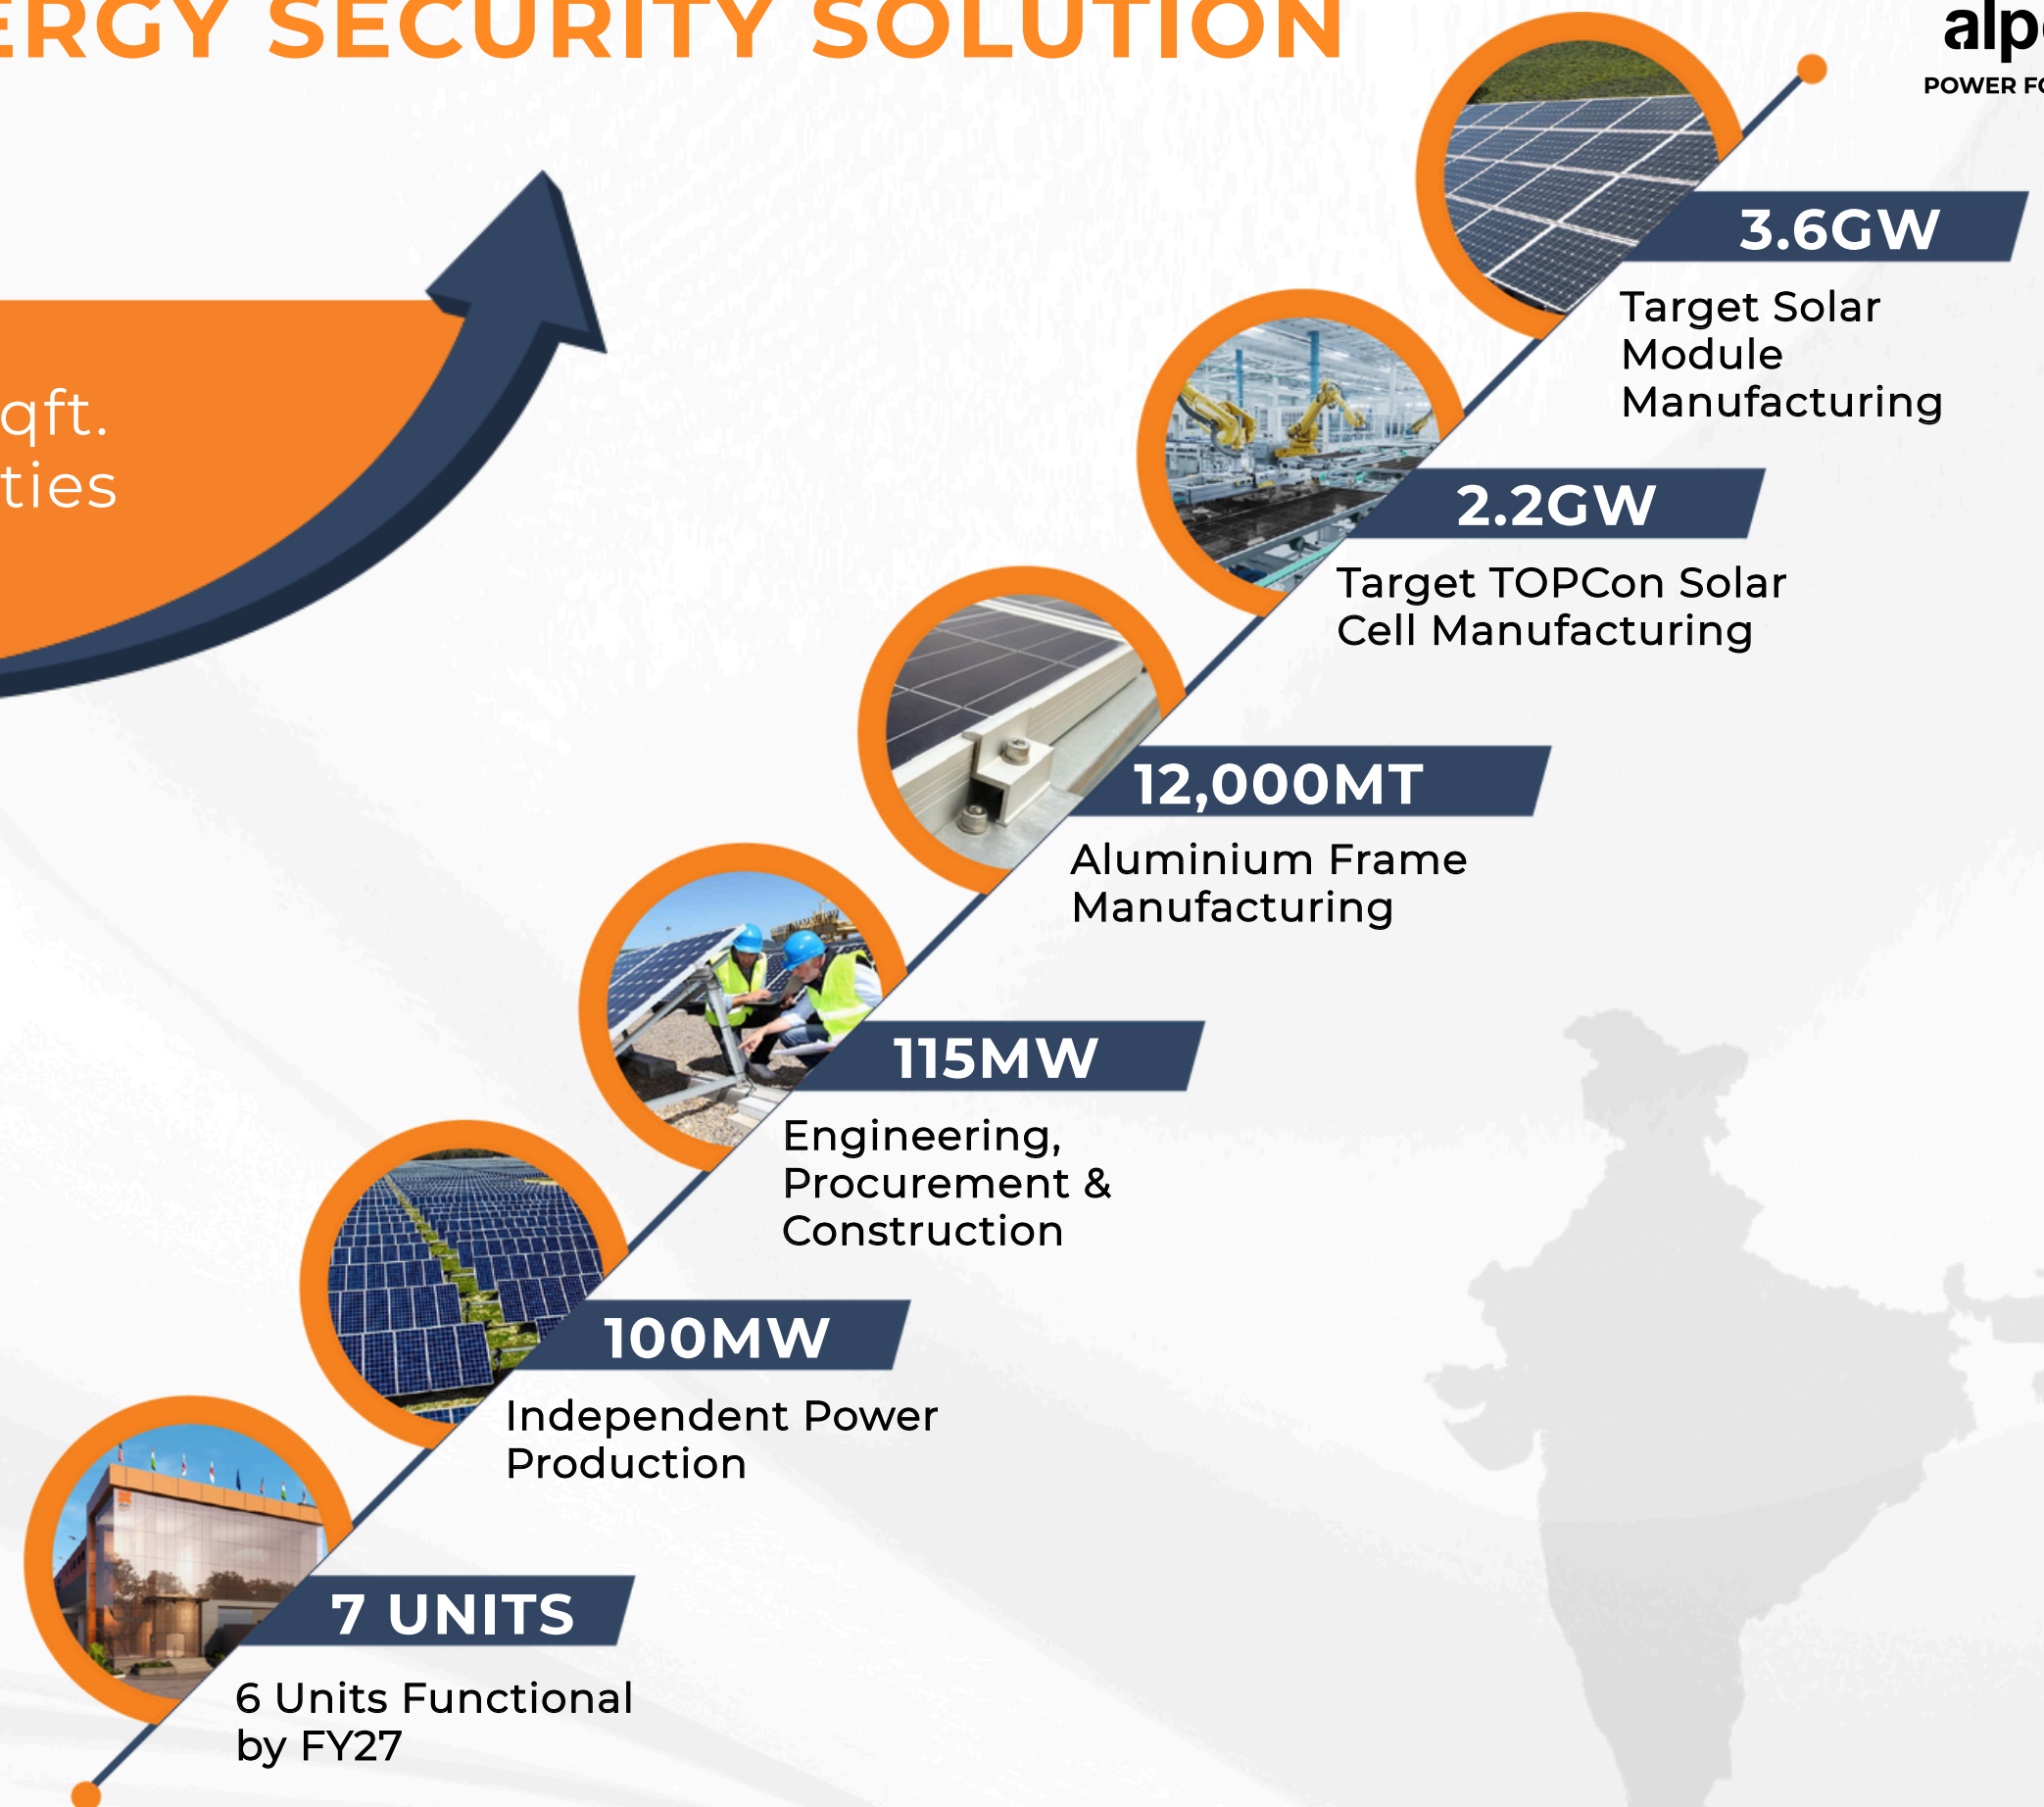 ERGY SECURITY SOLUTION
alp
POWER FO
qft.
ties
3.6GW
Target Solar
Module
Manufacturing
2.2GW
Target TOPCon Solar
Cell Manufacturing
12,000MT
Aluminium Frame
Manufacturing
115MW
Engineering,
Procurement &
Construction
100MW
Independent Power
Production
7 UNITS
6 Units Functional
by FY27